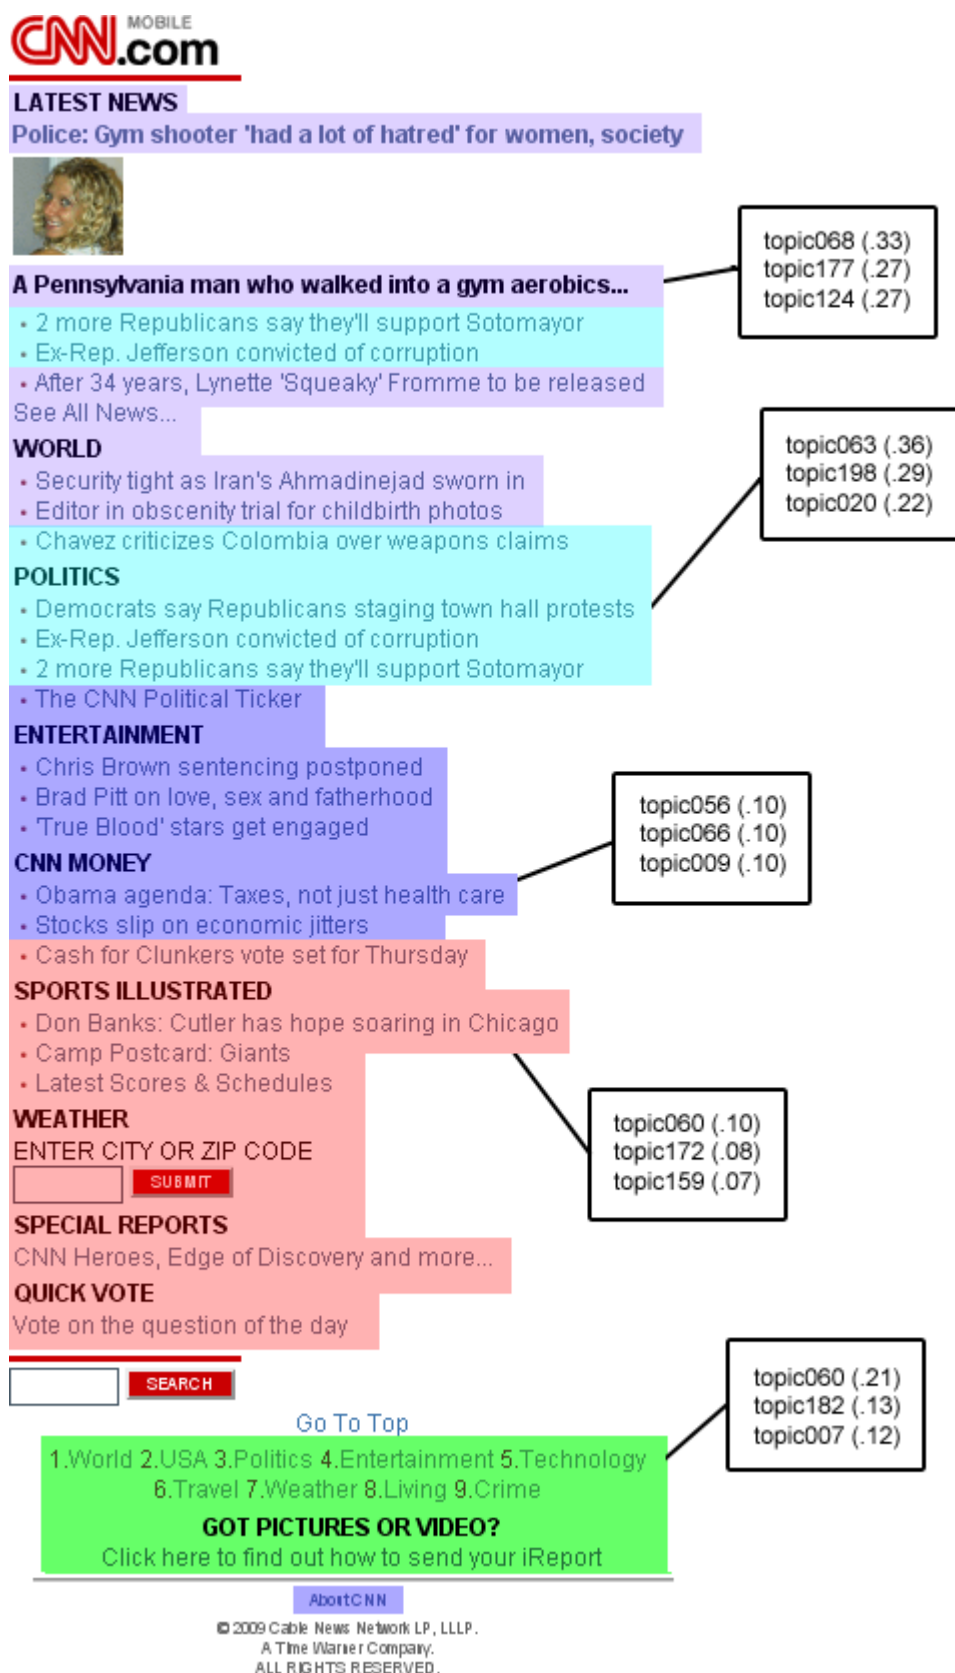 MOBILE
CNN.com
LATEST NEWS
Police: Gym shooter 'had a lot of hatred' for women, society
A Pennsylvania man who walked into a gym aerobics...
• 2 more Republicans say they'll support Sotomayor
• Ex-Rep. Jefferson convicted of corruption
• After 34 years, Lynette 'Squeaky' Fromme to be released
See All News...
WORLD
• Security tight as Iran's Ahmadinejad sworn in
• Editor in obscenity trial for childbirth photos
• Chavez criticizes Colombia over weapons claims
POLITICS
• Democrats say Republicans staging town hall protests
• Ex-Rep. Jefferson convicted of corruption
• 2 more Republicans say they'll support Sotomayor
• The CNN Political Ticker
ENTERTAINMENT
• Chris Brown sentencing postponed
• Brad Pitt on love, sex and fatherhood
• 'True Blood' stars get engaged
CNN MONEY
• Obama agenda: Taxes, not just health care
• Stocks slip on economic jitters
• Cash for Clunkers vote set for Thursday
SPORTS ILLUSTRATED
• Don Banks: Cutler has hope soaring in Chicago
• Camp Postcard: Giants
• Latest Scores & Schedules
WEATHER
ENTER CITY OR ZIP CODE
SUBMIT
SPECIAL REPORTS
CNN Heroes, Edge of Discovery and more...
QUICK VOTE
Vote on the question of the day
SEARCH
Go To Top
1.World 2.USA 3.Politics 4.Entertainment 5.Technology
6.Travel 7.Weather 8.Living 9.Crime
GOT PICTURES OR VIDEO?
Click here to find out how to send your iReport
About CNN
© 2009 Cable News Network LP, LLLP.
A Time Warner Company.
ALL RIGHTS RESERVED.
topic068 (.33)
topic177 (.27)
topic124 (.27)
topic063 (.36)
topic198 (.29)
topic020 (.22)
topic056 (.10)
topic066 (.10)
topic009 (.10)
topic060 (.10)
topic172 (.08)
topic159 (.07)
topic060 (.21)
topic182 (.13)
topic007 (.12)